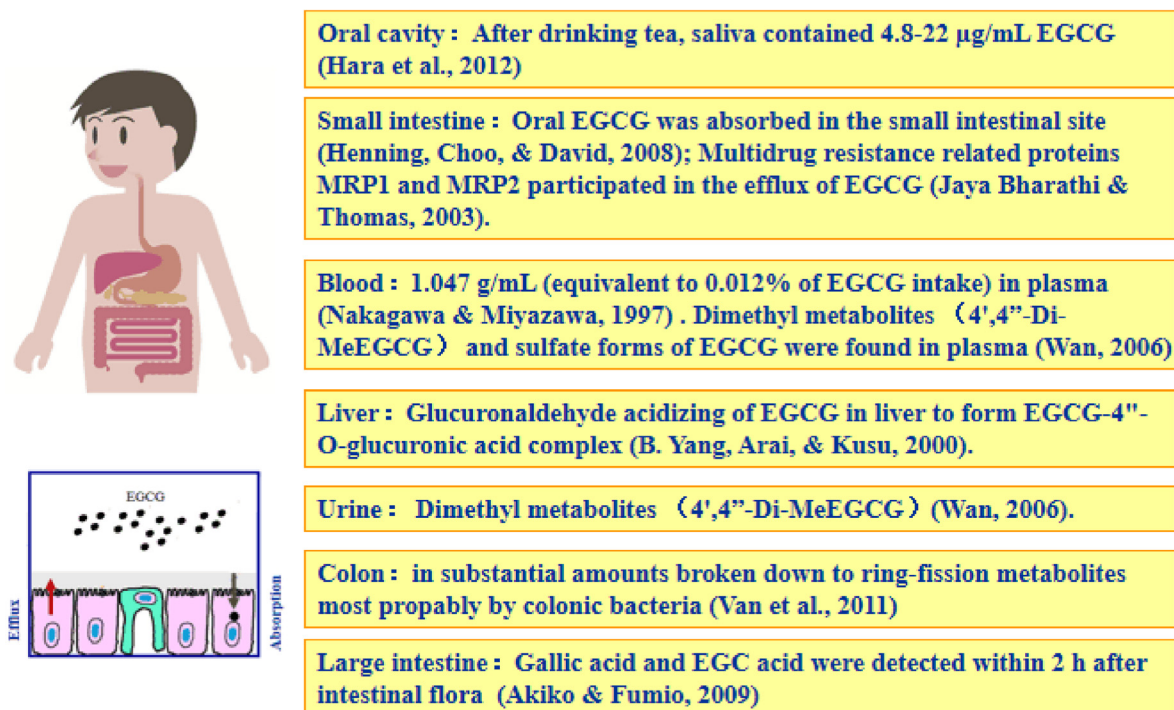 Oral cavity： After drinking tea, saliva contained 4.8-22 μg/mL EGCG
(Hara et al., 2012)
Small intestine： Oral EGCG was absorbed in the small intestinal site
(Henning, Choo, & David, 2008); Multidrug resistance related proteins
MRP1 and MRP2 participated in the efflux of EGCG (Jaya Bharathi &
Thomas, 2003).
Blood： 1.047 g/mL (equivalent to 0.012% of EGCG intake) in plasma
(Nakagawa & Miyazawa, 1997) . Dimethyl metabolites （4',4”-Di-
MeEGCG） and sulfate forms of EGCG were found in plasma (Wan, 2006)
Liver： Glucuronaldehyde acidizing of EGCG in liver to form EGCG-4"-
O-glucuronic acid complex (B. Yang, Arai, & Kusu, 2000).
Urine： Dimethyl metabolites （4',4”-Di-MeEGCG）(Wan, 2006).
Colon： in substantial amounts broken down to ring-fission metabolites
most propably by colonic bacteria (Van et al., 2011)
Large intestine： Gallic acid and EGC acid were detected within 2 h after
intestinal flora (Akiko & Fumio, 2009)
EGCG
Efflux
Absorption